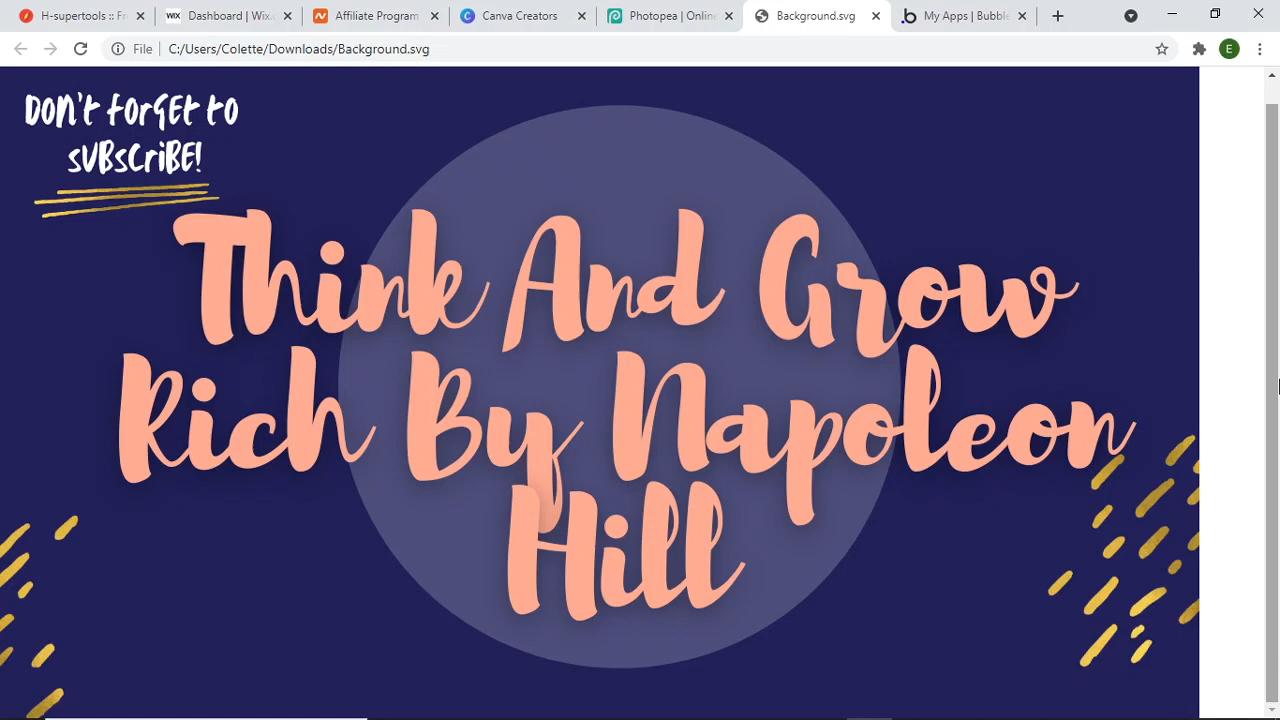 H-supertools :: Fr
Dashboard | Wix.c
Affiliate Program
Canva Creators
Photopea | Onlin
Background.svg
My Apps | Bubble
File
C:/Users/Colette/Downloads/Background.svg
E
DON'T FORGET TO
SUBSCRIBE!
Think And Grow
Rich By Napoleon
Hill